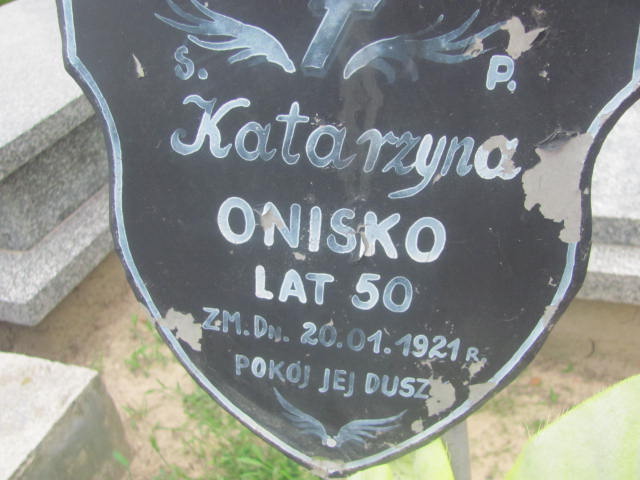 Ś. P.
Katarzyna
ONISKO
LAT 50
ZM. DN. 20.01.1921 R
POKÓJ JEJ DUSZ